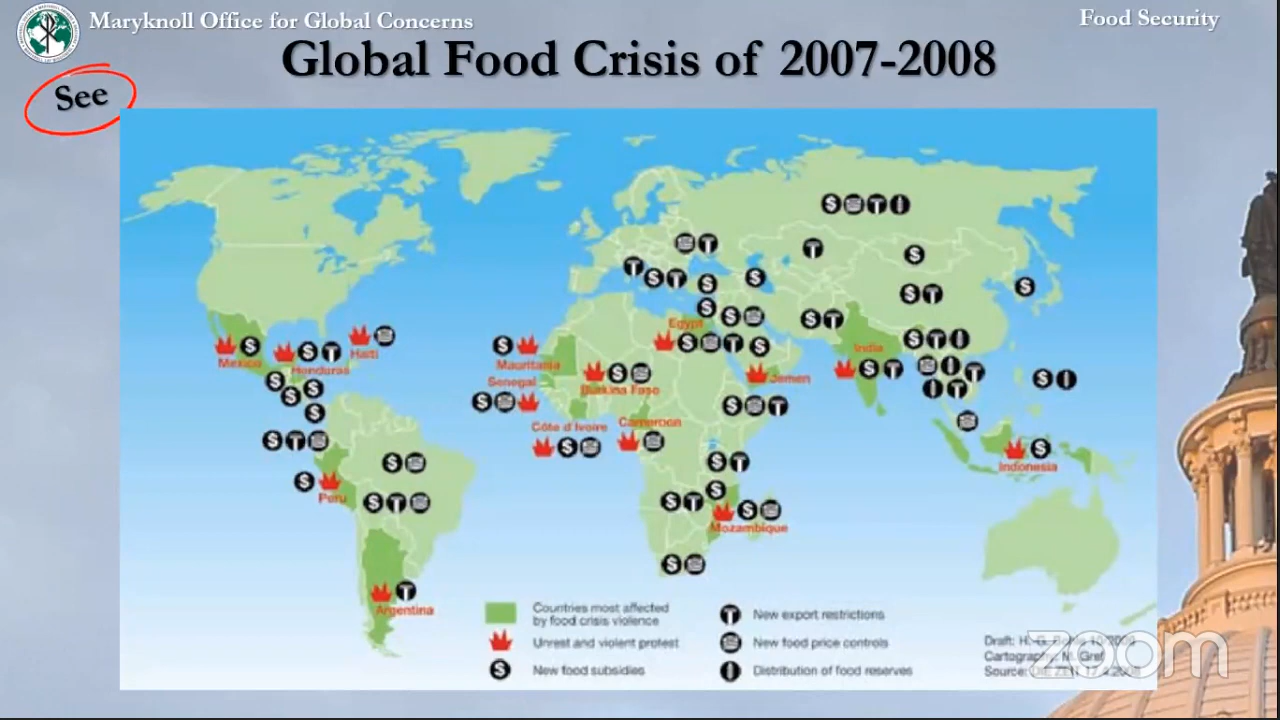 Maryknoll Office for Global Concerns
Food Security
Global Food Crisis of 2007-2008
See
Mexico
Honduras
Haiti
Mauritania
Senegal
Burkina Faso
Egypt
Jemen
India
Côte d'Ivoire
Cameroon
Indonesia
Peru
Mozambique
Argentina
Countries most affected
by food crisis violence
Unrest and violent protest
New food subsidies
New export restrictions
New food price controls
Distribution of food reserves
Draft: H.
Cartography: M. Gref
Source:
zoom